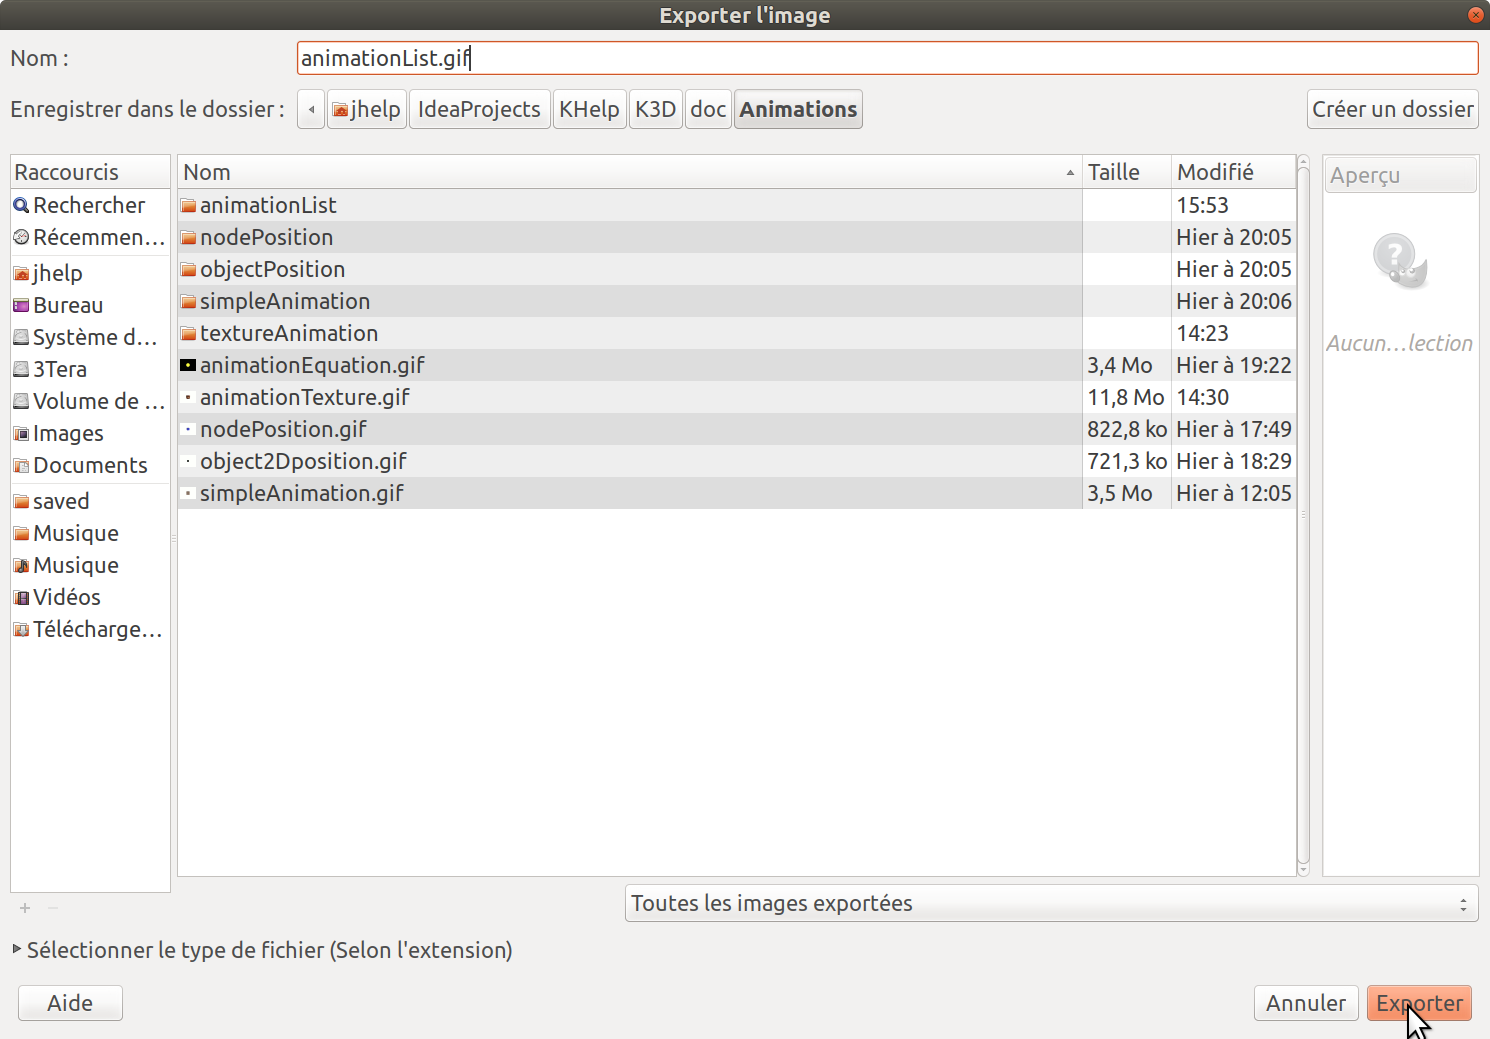 Exporter l'image
Nom :
animationList.gif
Enregistrer dans le dossier :
jhelp
IdeaProjects
KHelp
K3D
doc
Animations
Créer un dossier
Raccourcis
Rechercher
Récemmen...
jhelp
Bureau
Système d...
3Tera
Volume de ...
Images
Documents
saved
Musique
Musique
Vidéos
Télécharge...
Nom Taille Modifié
animationList 15:53
nodePosition Hier à 20:05
objectPosition Hier à 20:05
simpleAnimation Hier à 20:06
textureAnimation 14:23
animationEquation.gif 3,4 Mo Hier à 19:22
animationTexture.gif 11,8 Mo 14:30
nodePosition.gif 822,8 ko Hier à 17:49
object2Dposition.gif 721,3 ko Hier à 18:29
simpleAnimation.gif 3,5 Mo Hier à 12:05
Aperçu
Aucun...lection
Toutes les images exportées
Sélectionner le type de fichier (Selon l'extension)
Aide
Annuler
Exporter